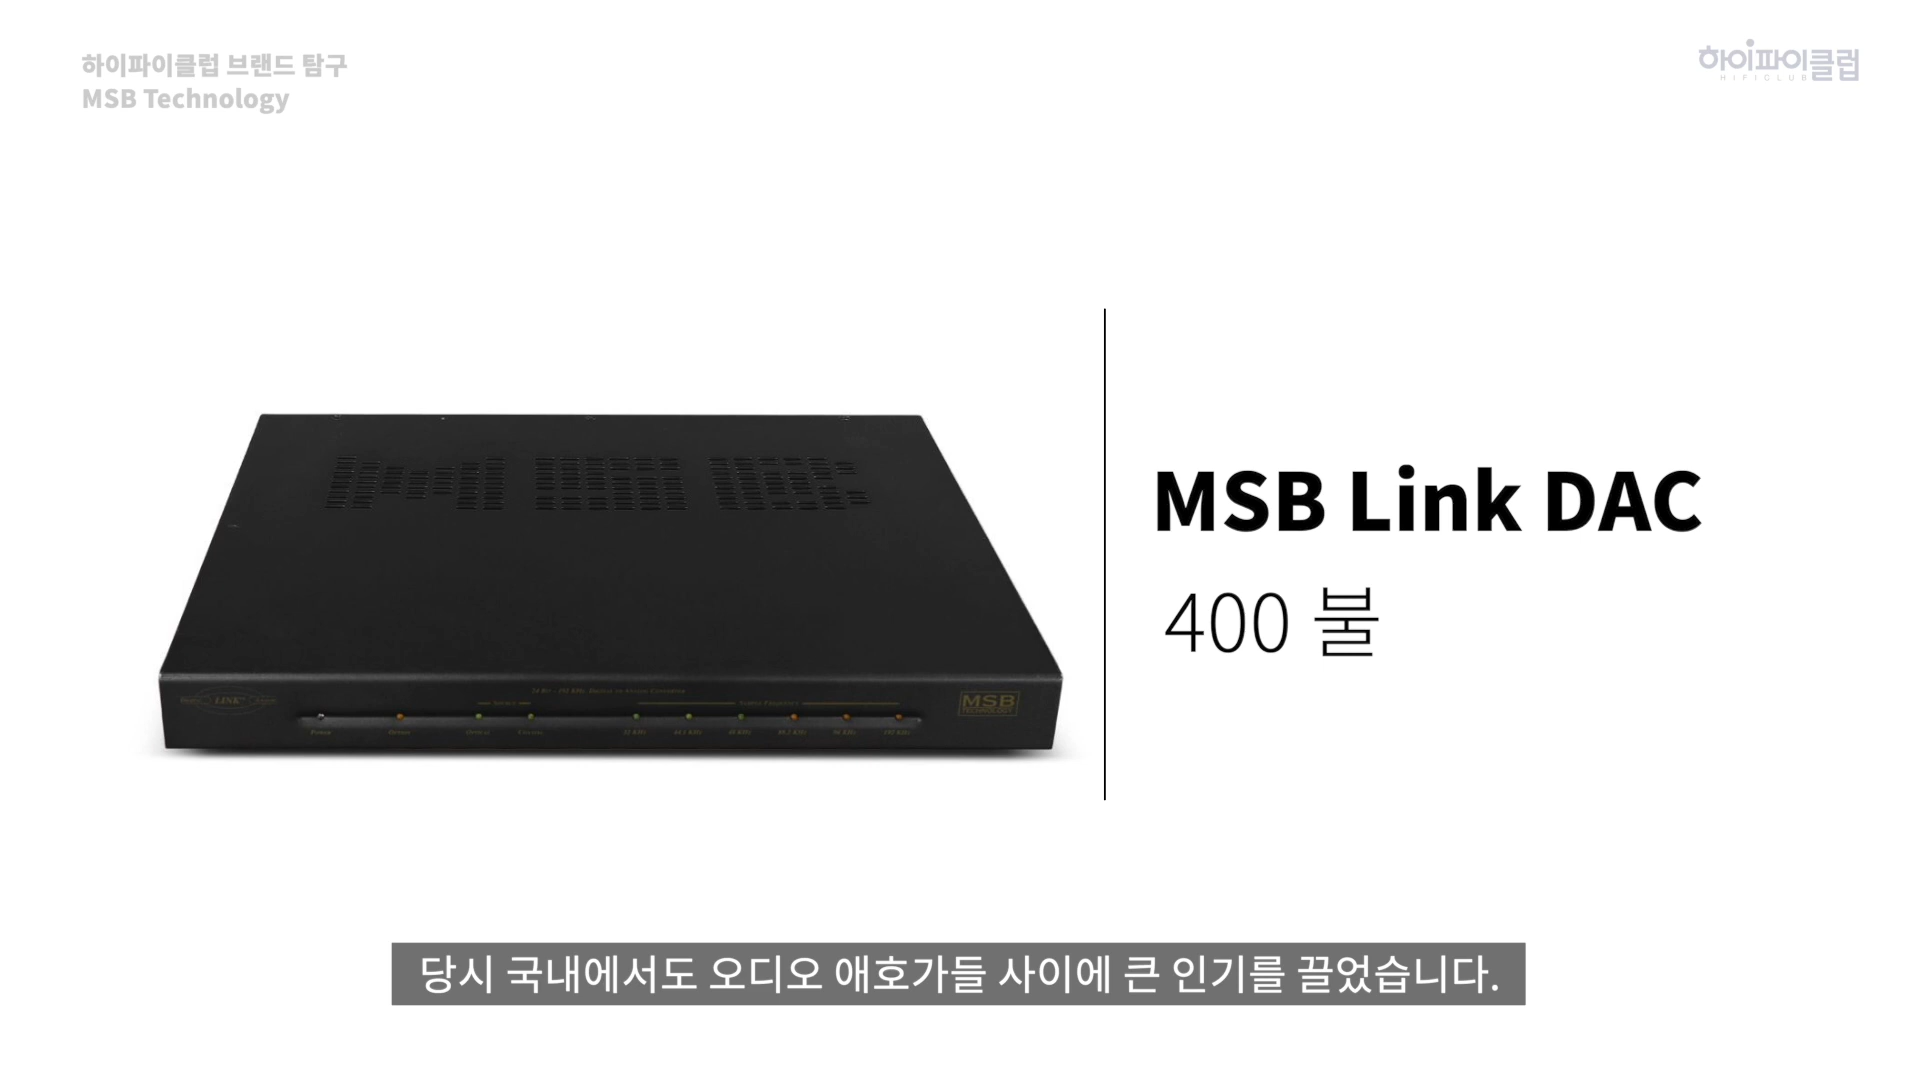 하이파이클럽 브랜드 탐구
MSB Technology
하이파이클럽
HIFICLUB
MSB Link DAC
400 불
LINK
MSB
TECHNOLOGY
당시 국내에서도 오디오 애호가들 사이에 큰 인기를 끌었습니다.